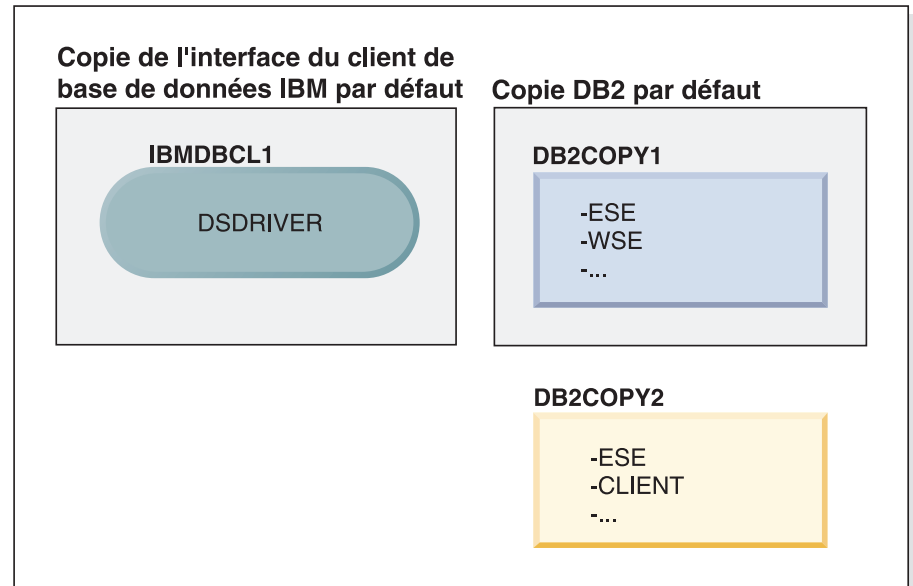 Copie de l'interface du client de
base de données IBM par défaut
IBMDBCL1
DSDRIVER
Copie DB2 par défaut
DB2COPY1
-ESE
-WSE
-...
DB2COPY2
-ESE
-CLIENT
-...